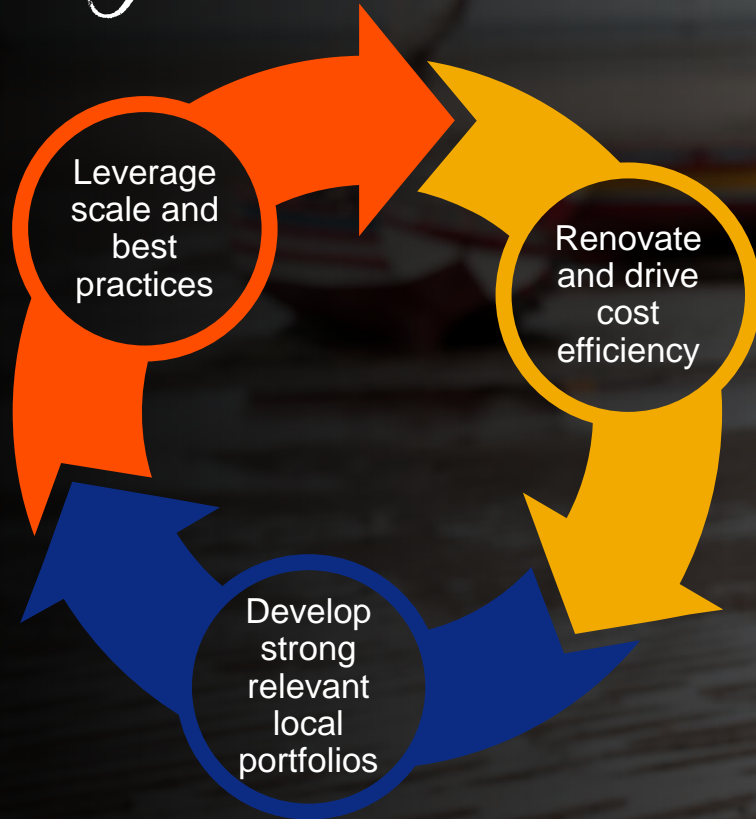 Leverage
scale and
best
practices
Renovate
and drive
cost
efficiency
Develop
strong
relevant
local
portfolios